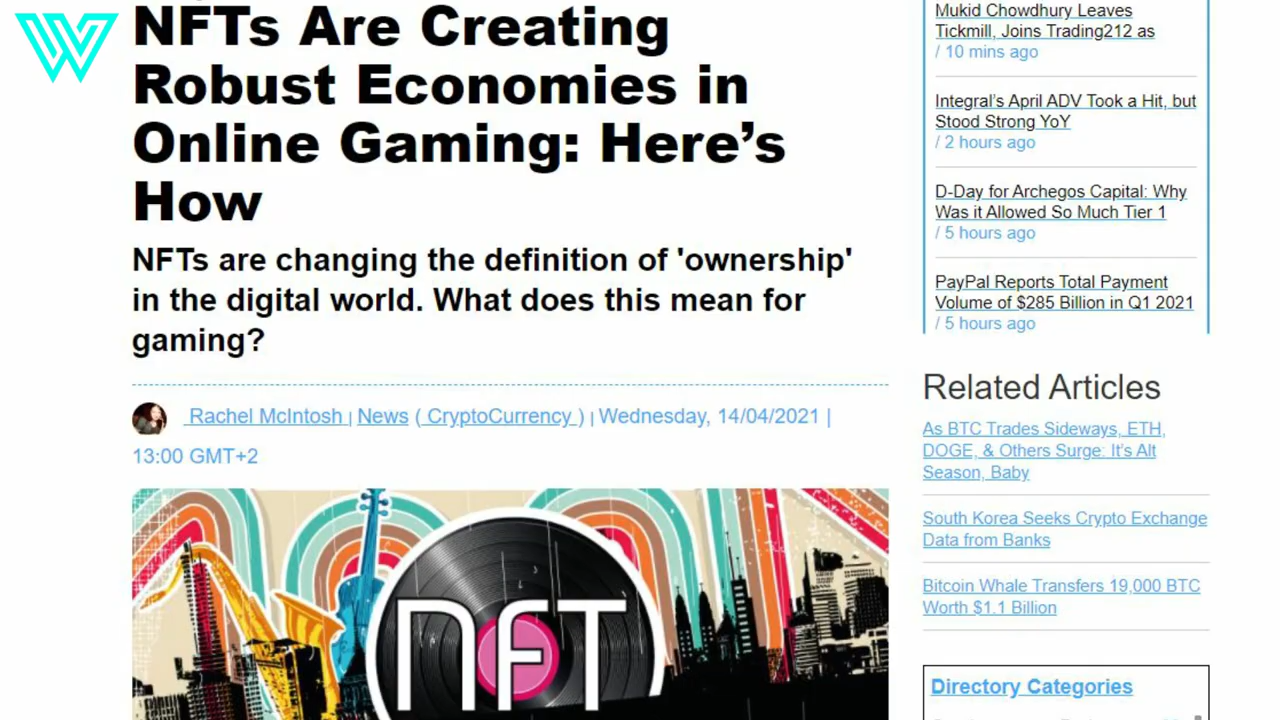 NFTs Are Creating
Robust Economies in
Online Gaming: Here’s
How
NFTs are changing the definition of 'ownership'
in the digital world. What does this mean for
gaming?
Rachel McIntosh | News ( CryptoCurrency ) | Wednesday, 14/04/2021 |
13:00 GMT+2
NFT
Mukid Chowdhury Leaves
Tickmill, Joins Trading212 as
/ 10 mins ago
Integral’s April ADV Took a Hit, but
Stood Strong YoY
/ 2 hours ago
D-Day for Archegos Capital: Why
Was it Allowed So Much Tier 1
/ 5 hours ago
PayPal Reports Total Payment
Volume of $285 Billion in Q1 2021
/ 5 hours ago
Related Articles
As BTC Trades Sideways, ETH,
DOGE, & Others Surge: It’s Alt
Season, Baby
South Korea Seeks Crypto Exchange
Data from Banks
Bitcoin Whale Transfers 19,000 BTC
Worth $1.1 Billion
Directory Categories